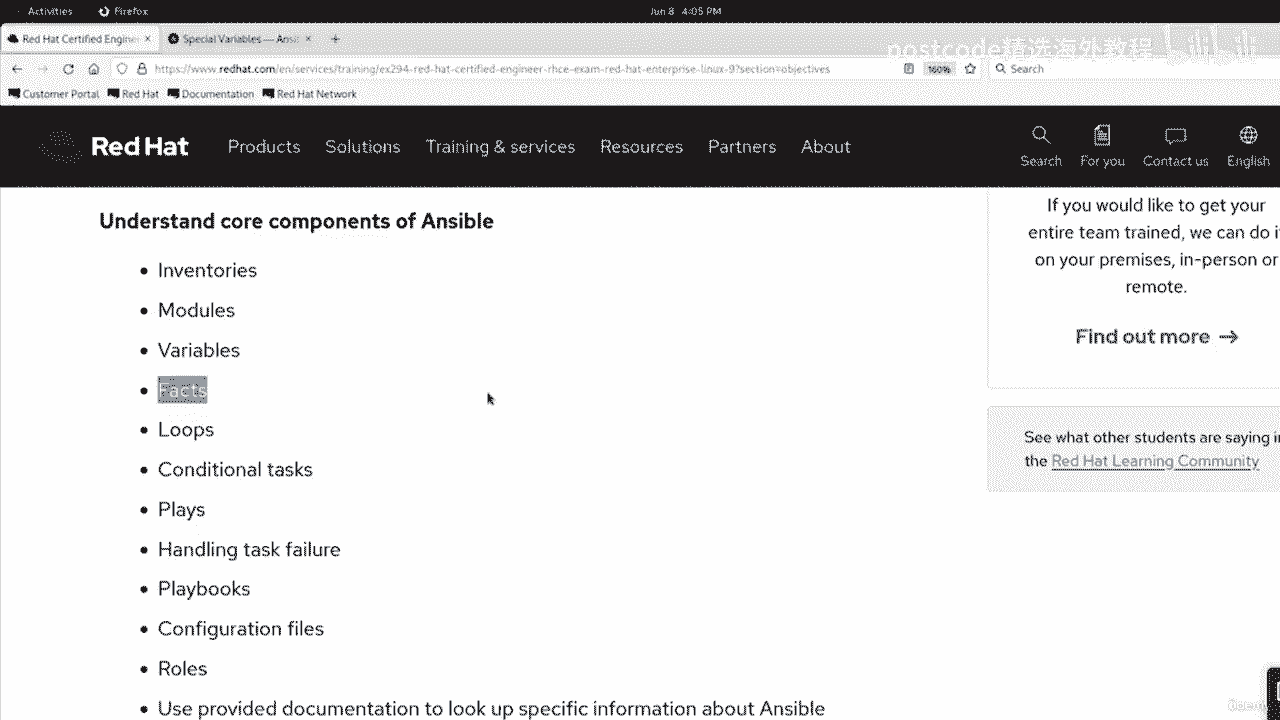 Activities Firefox Jun 8 4:05 PM
Red Hat Certified Engine Special Variables — Ansi
postcode精选海外教程 bilibili
https://www.redhat.com/en/services/training/ex294-red-hat-certified-engineer-rhce-exam-red-hat-enterprise-linux-9?section=objectives 160% Search
Customer Portal Red Hat Documentation Red Hat Network
Red Hat Products Solutions Training & services Resources Partners About
Search For you Contact us English
Understand core components of Ansible
Inventories
Modules
Variables
Facts
Loops
Conditional tasks
Plays
Handling task failure
Playbooks
Configuration files
Roles
Use provided documentation to look up specific information about Ansible
If you would like to get your
entire team trained, we can do i
on your premises, in-person or
remote.
Find out more →
See what other students are saying i
the Red Hat Learning Community